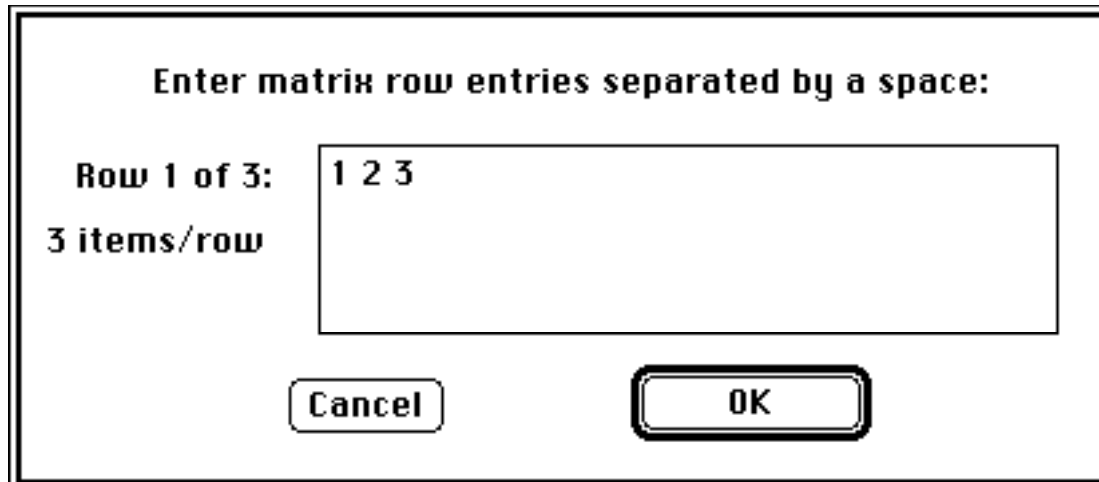 Enter matrix row entries separated by a space:
Row 1 of 3:
1 2 3
3 items/row
Cancel
OK